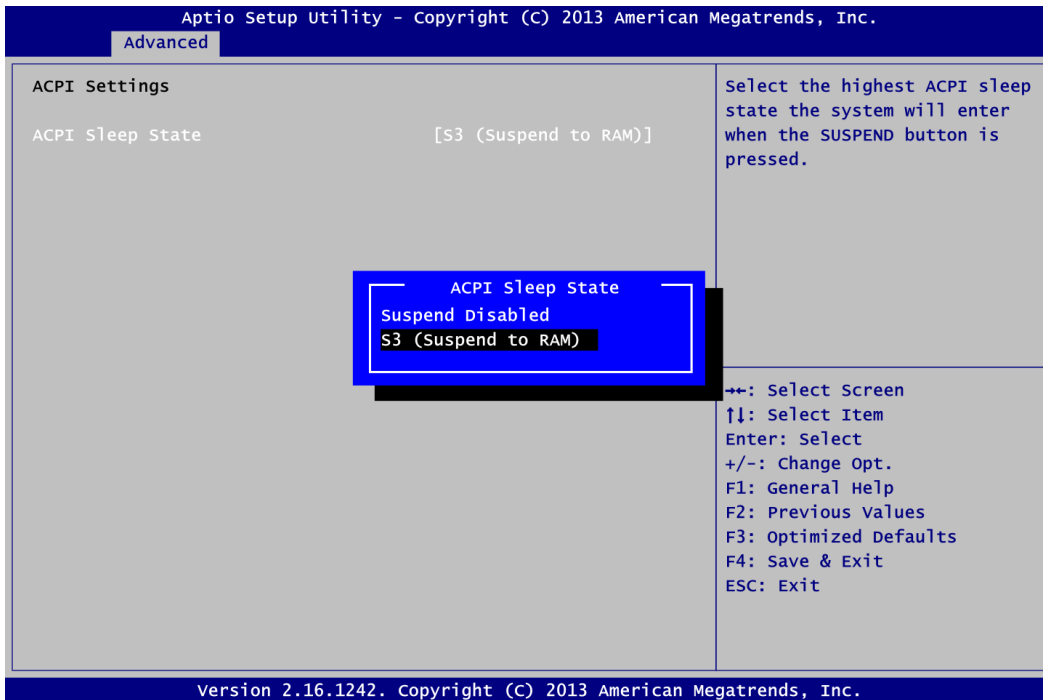 Aptio Setup Utility - Copyright (C) 2013 American Megatrends, Inc.
Advanced
ACPI Settings
ACPI Sleep State [S3 (Suspend to RAM)]
Select the highest ACPI sleep
state the system will enter
when the SUSPEND button is
pressed.
ACPI Sleep State
Suspend Disabled
S3 (Suspend to RAM)
→←: Select Screen
↑↓: Select Item
Enter: Select
+/-: Change Opt.
F1: General Help
F2: Previous Values
F3: Optimized Defaults
F4: Save & Exit
ESC: Exit
Version 2.16.1242. Copyright (C) 2013 American Megatrends, Inc.